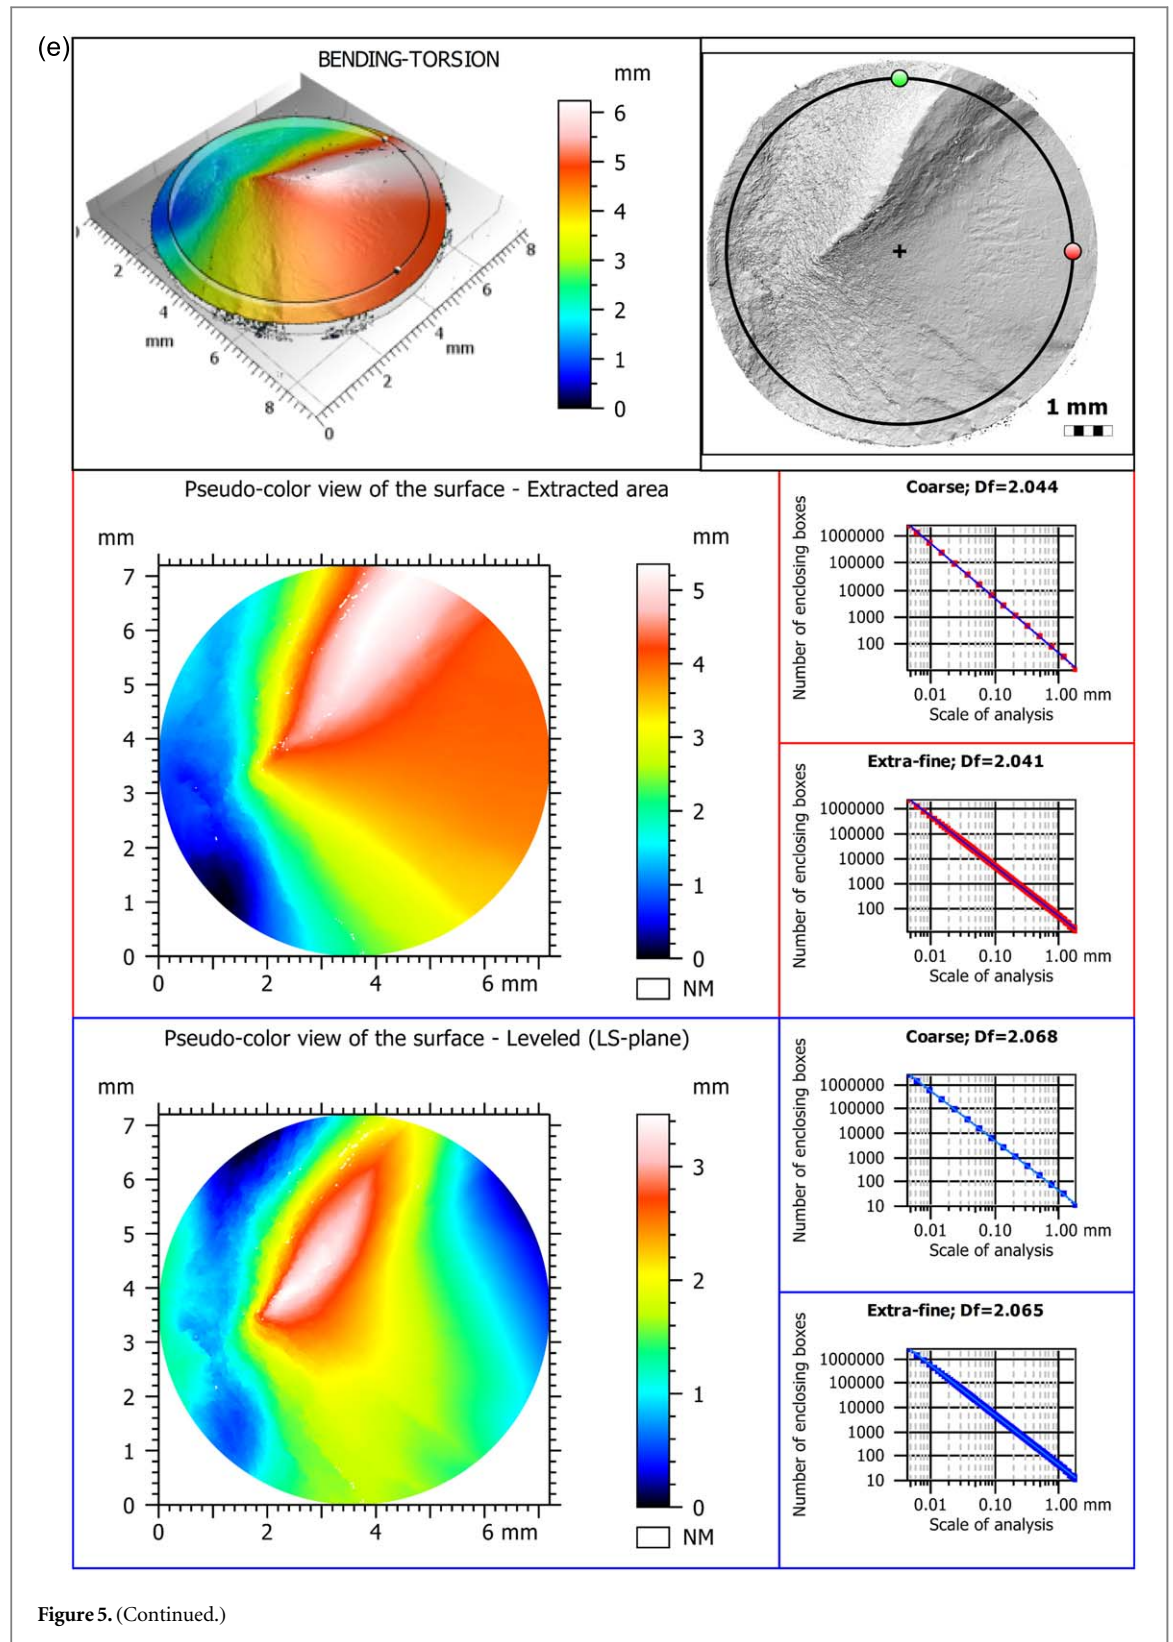 (e)
BENDING-TORSION
mm
6
5
4
3
2
1
0
2
4
mm
6
8
0
2
4
mm
6
8
1 mm
Pseudo-color view of the surface - Extracted area
mm
7
6
5
4
3
2
1
0
0 2 4 6 mm
mm
5
4
3
2
1
0
NM
Coarse; Df=2.044
Number of enclosing boxes
1000000
100000
10000
1000
100
0.01 0.10 1.00 mm
Scale of analysis
Extra-fine; Df=2.041
Number of enclosing boxes
1000000
100000
10000
1000
100
0.01 0.10 1.00 mm
Scale of analysis
Pseudo-color view of the surface - Leveled (LS-plane)
mm
7
6
5
4
3
2
1
0
0 2 4 6 mm
mm
3
2
1
0
NM
Coarse; Df=2.068
Number of enclosing boxes
1000000
100000
10000
1000
100
10
0.01 0.10 1.00 mm
Scale of analysis
Extra-fine; Df=2.065
Number of enclosing boxes
1000000
100000
10000
1000
100
10
0.01 0.10 1.00 mm
Scale of analysis
Figure 5. (Continued.)